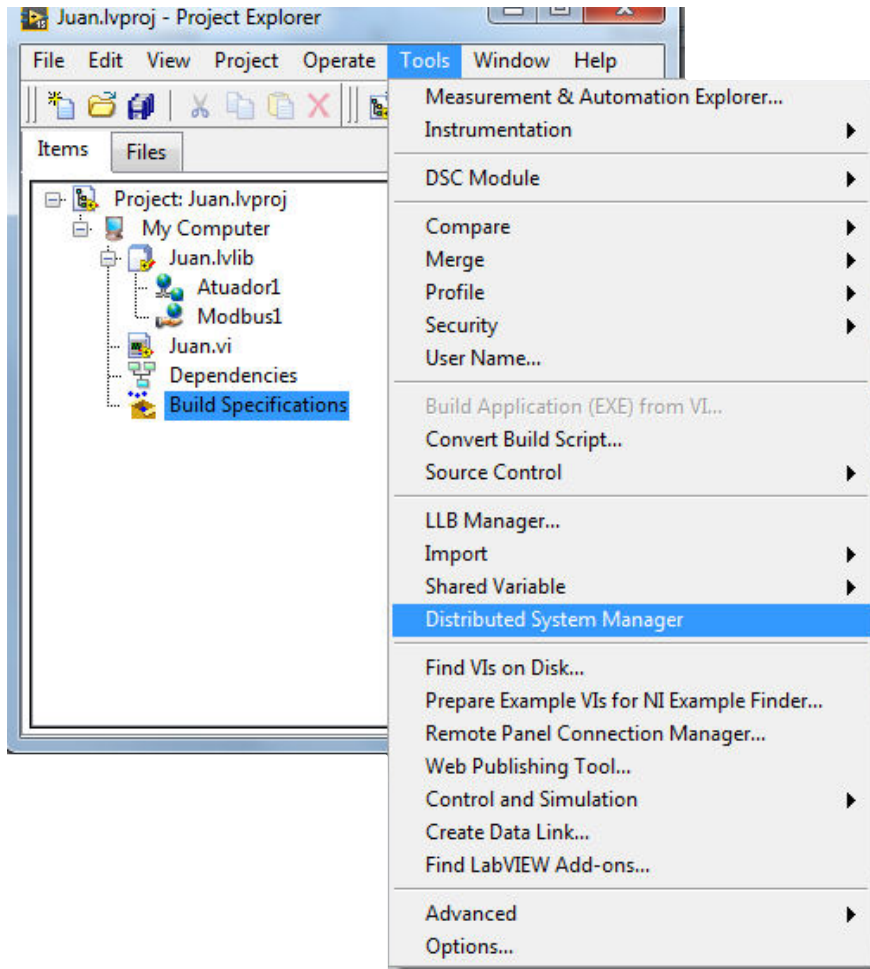 Juan.lvproj - Project Explorer
File Edit View Project Operate Tools Window Help
Items Files
Project: Juan.lvproj
My Computer
Juan.lvlib
Atuador1
Modbus1
Juan.vi
Dependencies
Build Specifications
Measurement & Automation Explorer...
Instrumentation
DSC Module
Compare
Merge
Profile
Security
User Name...
Build Application (EXE) from VI...
Convert Build Script...
Source Control
LLB Manager...
Import
Shared Variable
Distributed System Manager
Find VIs on Disk...
Prepare Example VIs for NI Example Finder...
Remote Panel Connection Manager...
Web Publishing Tool...
Control and Simulation
Create Data Link...
Find LabVIEW Add-ons...
Advanced
Options...